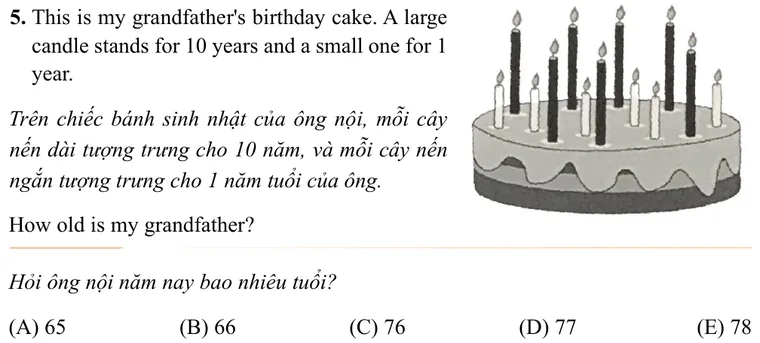 5. This is my grandfather's birthday cake. A large
candle stands for 10 years and a small one for 1
year.
Trên chiếc bánh sinh nhật của ông nội, mỗi cây
nến dài tượng trưng cho 10 năm, và mỗi cây nến
ngắn tượng trưng cho 1 năm tuổi của ông.
How old is my grandfather?
Hỏi ông nội năm nay bao nhiêu tuổi?
(A) 65 (B) 66 (C) 76 (D) 77 (E) 78